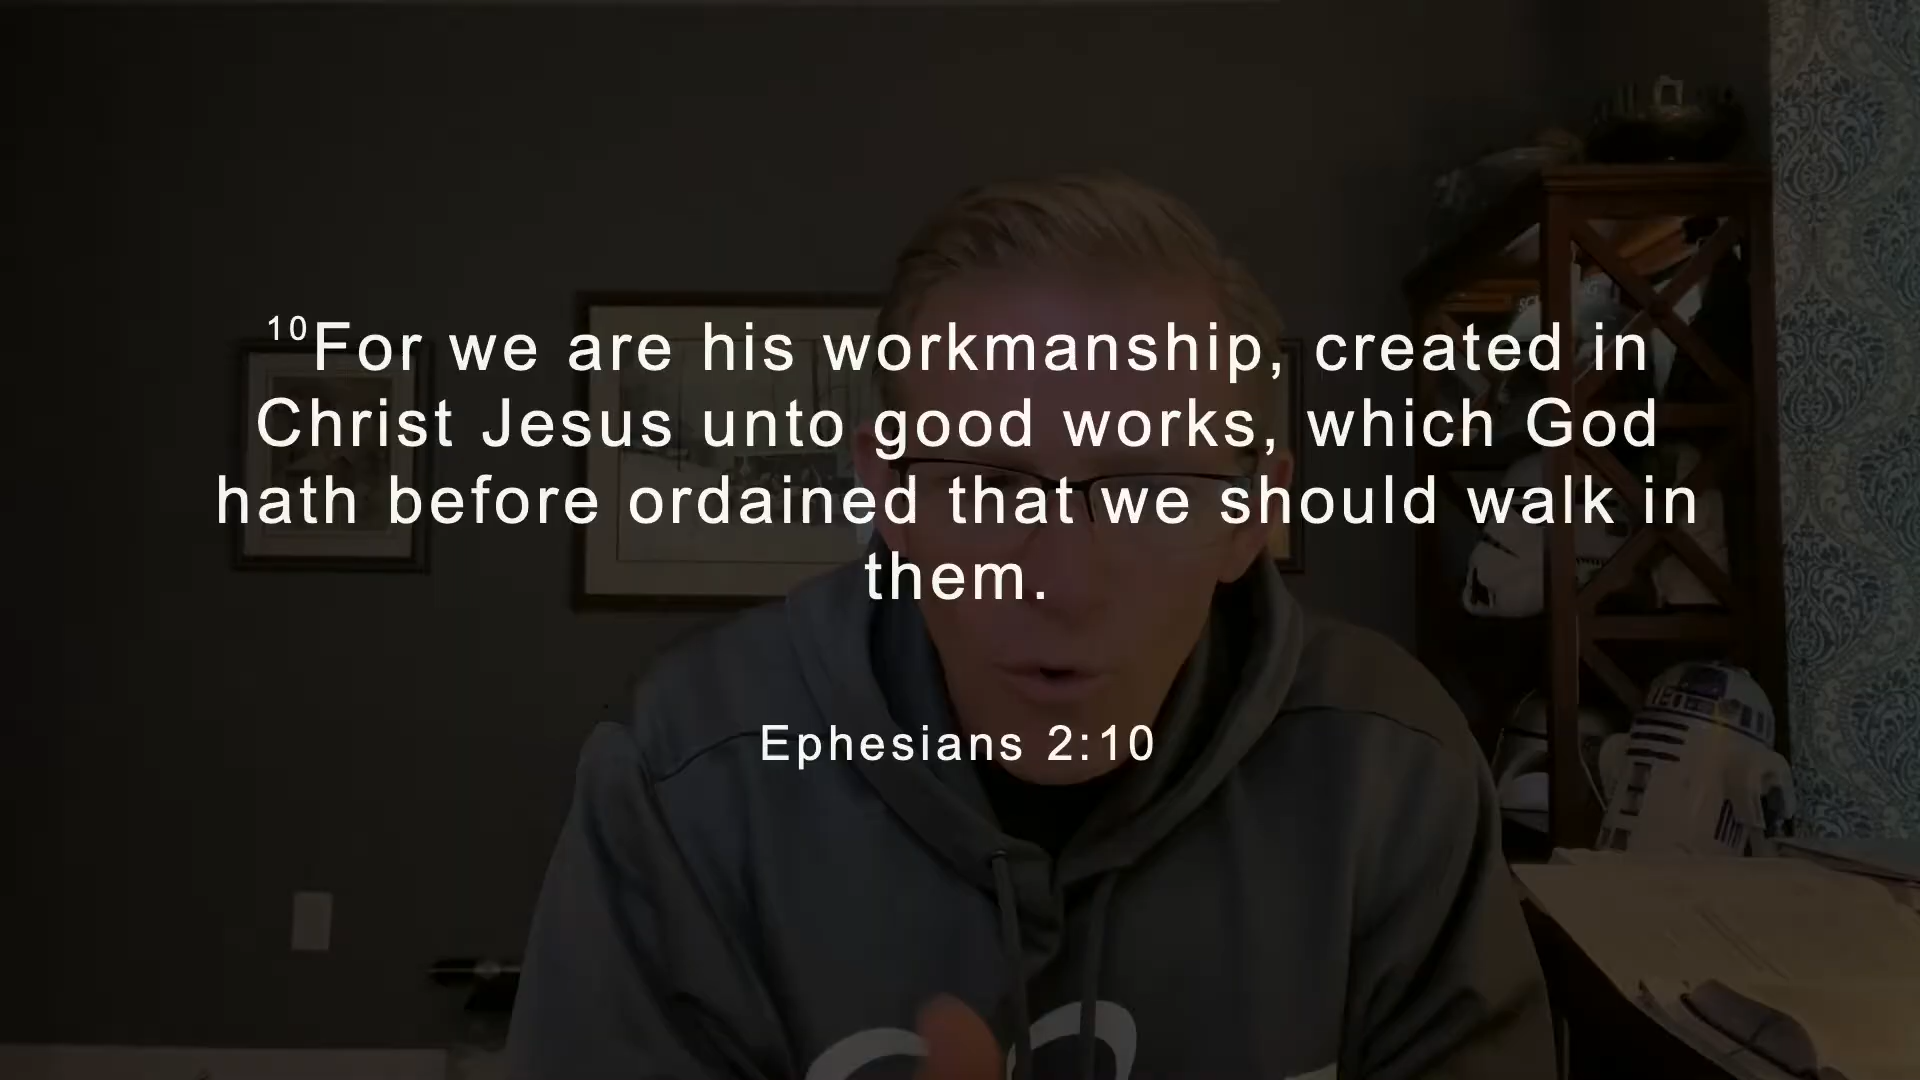 10For we are his workmanship, created in
Christ Jesus unto good works, which God
hath before ordained that we should walk in
them.
Ephesians 2:10